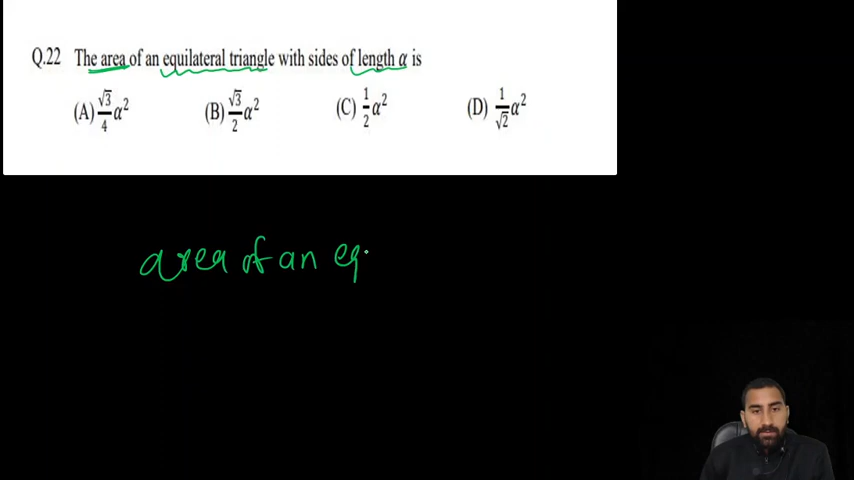 Q.22 The area of an equilateral triangle with sides of length α is
(A) √3/4 α² (B) √3/2 α² (C) 1/2 α² (D) 1/√2 α²
area of an eq